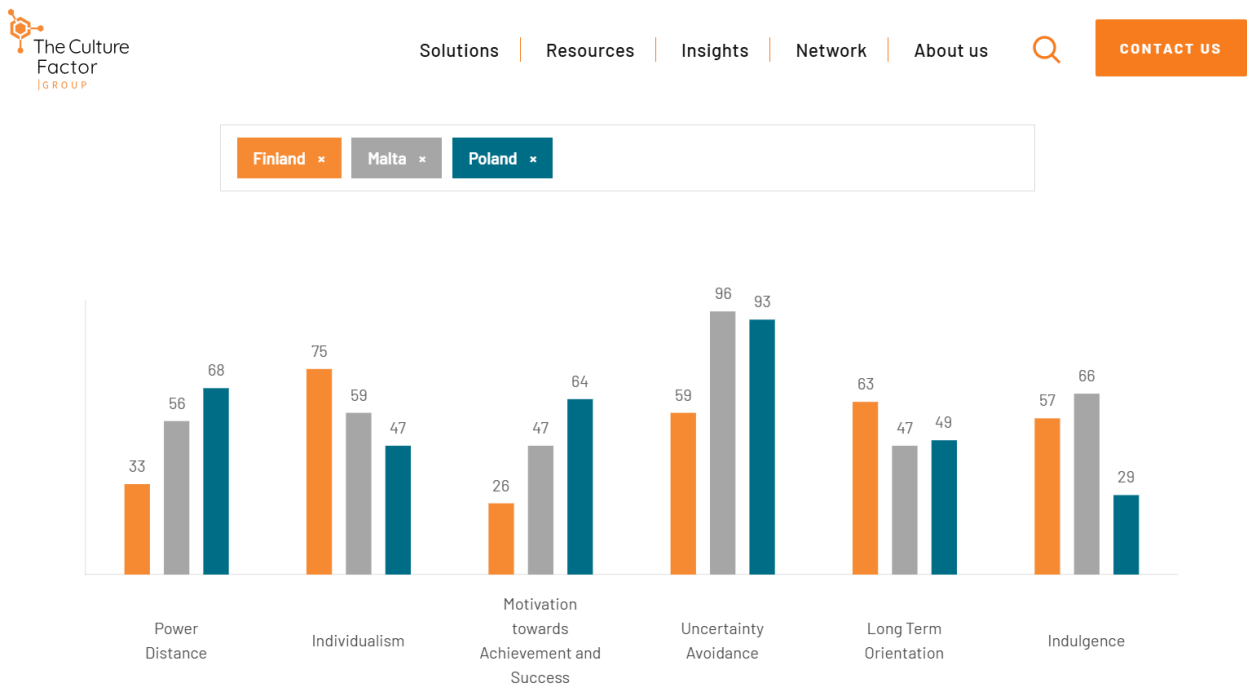 The Culture
Factor
|GROUP
Solutions
Resources
Insights
Network
About us
CONTACT US
Finland ×
Malta ×
Poland ×
33
56
68
75
59
47
26
47
64
59
96
93
63
47
49
57
66
29
Power
Distance
Individualism
Motivation
towards
Achievement and
Success
Uncertainty
Avoidance
Long Term
Orientation
Indulgence